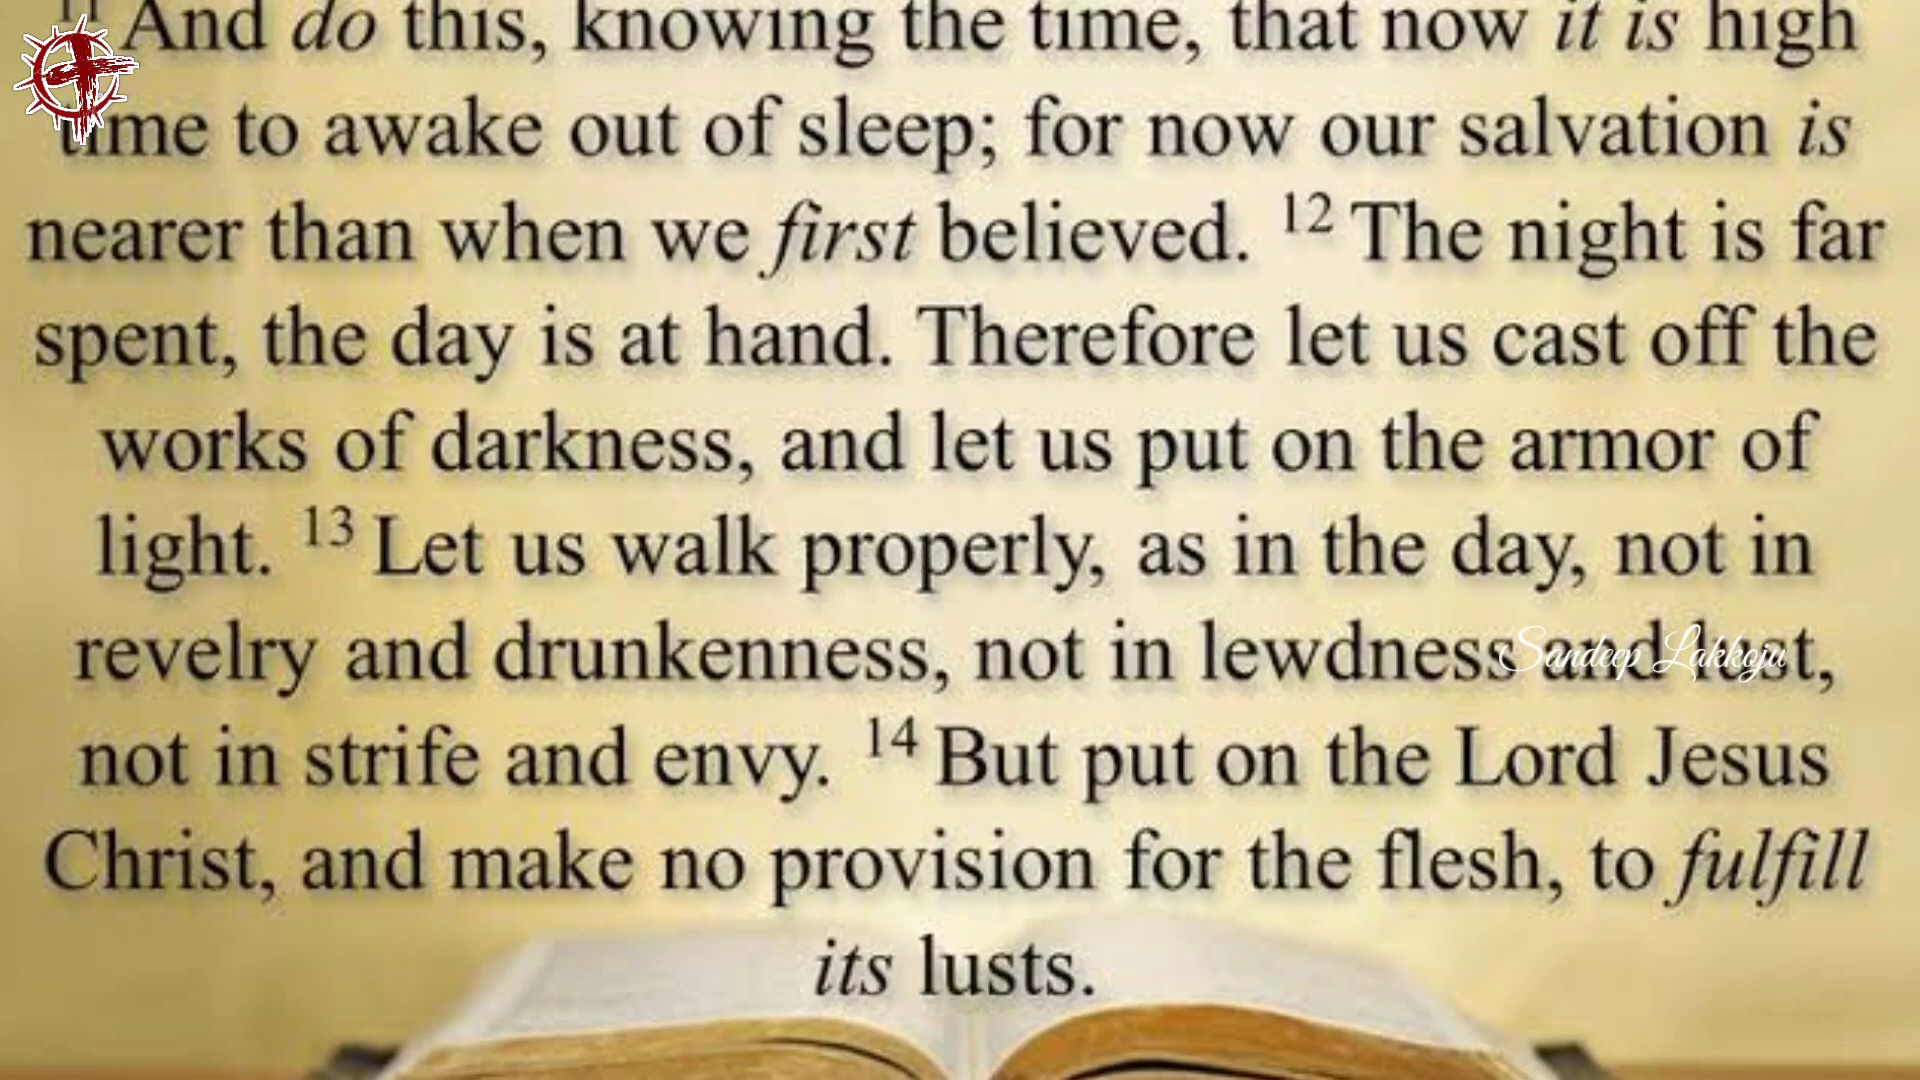 11 And do this, knowing the time, that now it is high
time to awake out of sleep; for now our salvation is
nearer than when we first believed. 12 The night is far
spent, the day is at hand. Therefore let us cast off the
works of darkness, and let us put on the armor of
light. 13 Let us walk properly, as in the day, not in
revelry and drunkenness, not in lewdness and lust,
Sandeep Lakkoju
not in strife and envy. 14 But put on the Lord Jesus
Christ, and make no provision for the flesh, to fulfill
its lusts.